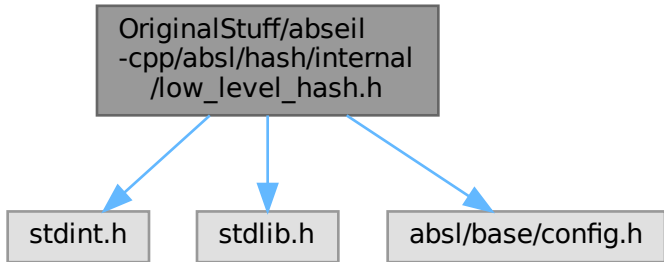 OriginalStuff/abseil
-cpp/absl/hash/internal
/low_level_hash.h
stdint.h
stdlib.h
absl/base/config.h